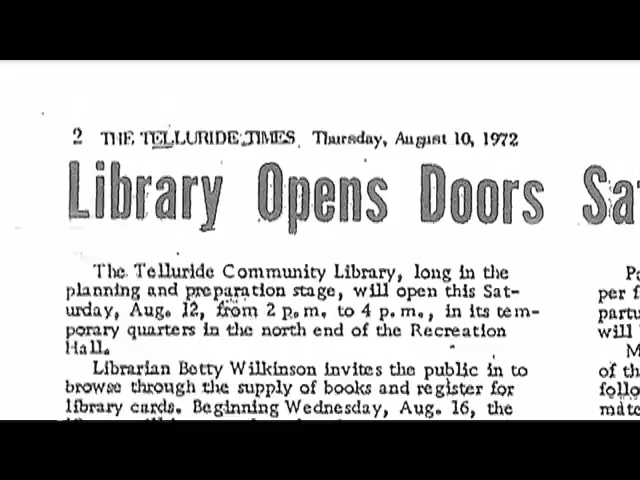 2 THE TELLURIDE TIMES Thursday, August 10, 1972
Library Opens Doors
The Telluride Community Library, long in the
planning and preparation stage, will open this Sat-
urday, Aug. 12, from 2 p.m. to 4 p.m., in its tem-
porary quarters in the north end of the Recreation
Hall.
Librarian Betty Wilkinson invites the public in to
browse through the supply of books and register for
library cards. Beginning Wednesday, Aug. 16, the
per f
partu
will
M
of th
follo
mate